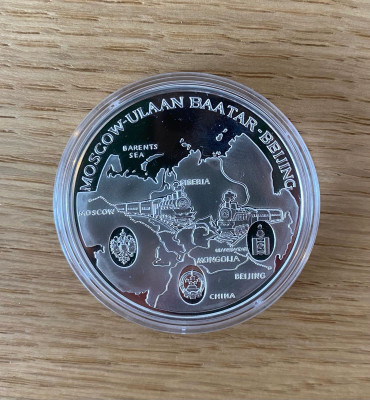 MOSCOW-ULAAN BAATAR-BEIJING
BARENTS
SEA
SIBERIA
MOSCOW
MONGOLIA
BEIJING
CHINA